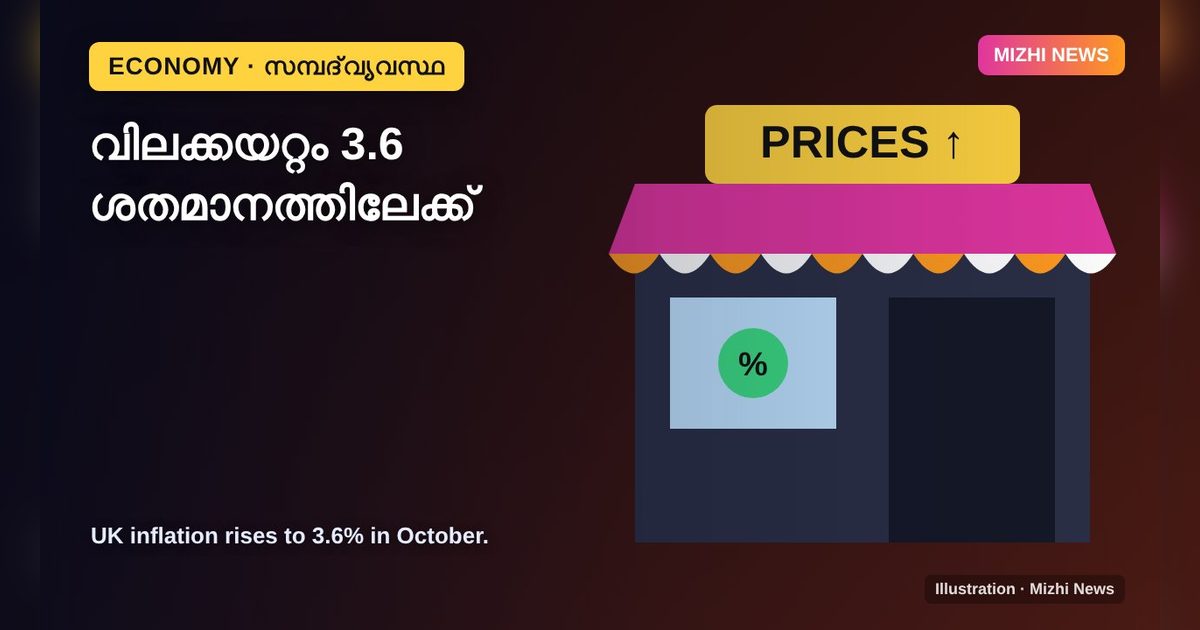 ECONOMY · സമ്പദ്‌വ്യവസ്ഥ
MIZHI NEWS
വിലക്കയറ്റം 3.6
ശതമാനത്തിലേക്ക്
PRICES ↑
%
UK inflation rises to 3.6% in October.
Illustration · Mizhi News